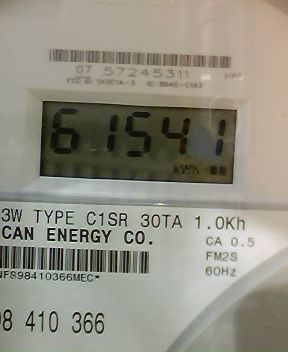 07 57245311
61541
kWh
3W TYPE C1SR 30TA 1.0Kh
CAN ENERGY CO.
CA 0.5
FM2S
60Hz
NFS98410366MEC*
98 410 366